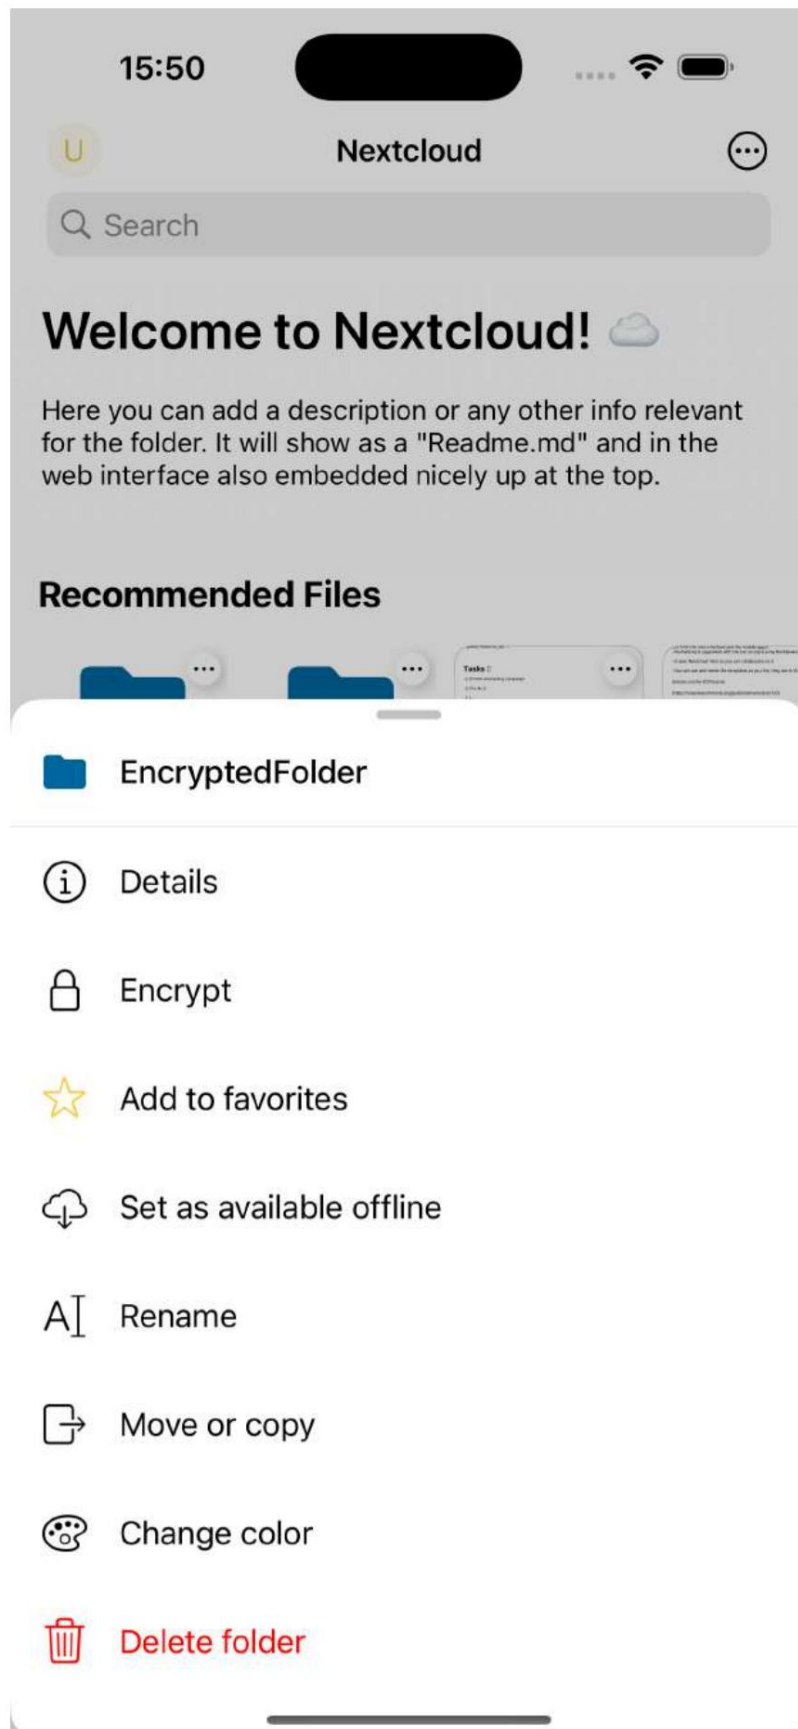 15:50
U
Nextcloud
Search
Welcome to Nextcloud! ☁️
Here you can add a description or any other info relevant
for the folder. It will show as a "Readme.md" and in the
web interface also embedded nicely up at the top.
Recommended Files
Tasks
EncryptedFolder
Details
Encrypt
Add to favorites
Set as available offline
Rename
Move or copy
Change color
Delete folder